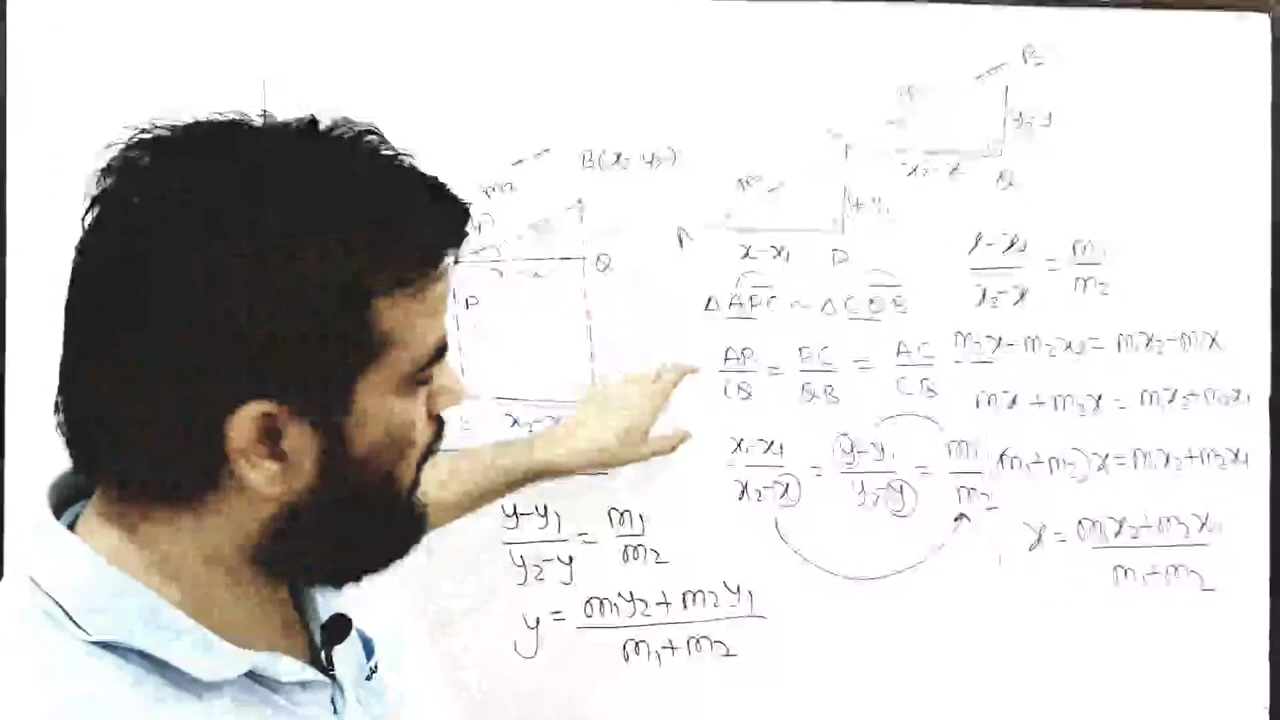 B(x₂ y₂)
m₂
Q
P
x₂-x
y-y₁/y₂-y = m₁/m₂
y = m₁y₂+m₂y₁/m₁+m₂
B
y₂-y
x₂-x
Q
y-y₁
A
x-x₁
ΔAPC ~ ΔCQB
AP/CQ = PC/QB = AC/CB
x-x₁/x₂-x = y-y₁/y₂-y = m₁/m₂
x-x₁/x₂-x = m₁/m₂
m₂x-m₂x₁ = m₁x₂-m₁x
m₁x+m₂x = m₁x₂+m₂x₁
(m₁+m₂)x = m₁x₂+m₂x₁
x = m₁x₂+m₂x₁/m₁+m₂